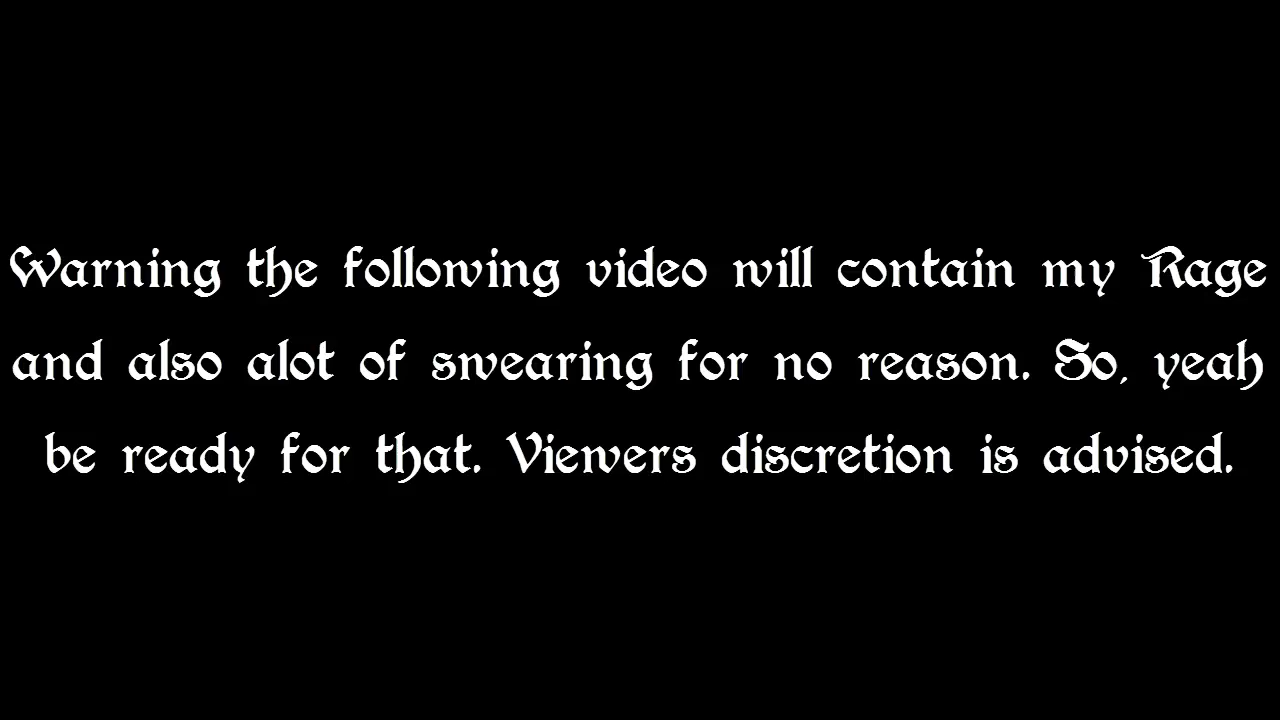 Warning the following video will contain my Rage
and also alot of swearing for no reason. So, yeah
be ready for that. Viewers discretion is advised.